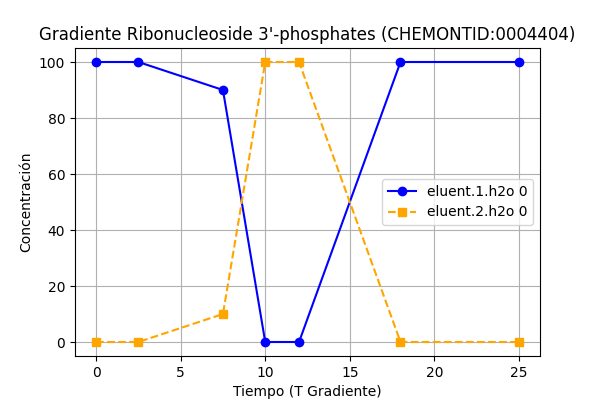 Gradiente Ribonucleoside 3'-phosphates (CHEMONTID:0004404)
100
80
60
40
20
0
Concentración
eluent.1.h2o 0
eluent.2.h2o 0
0 5 10 15 20 25
Tiempo (T Gradiente)